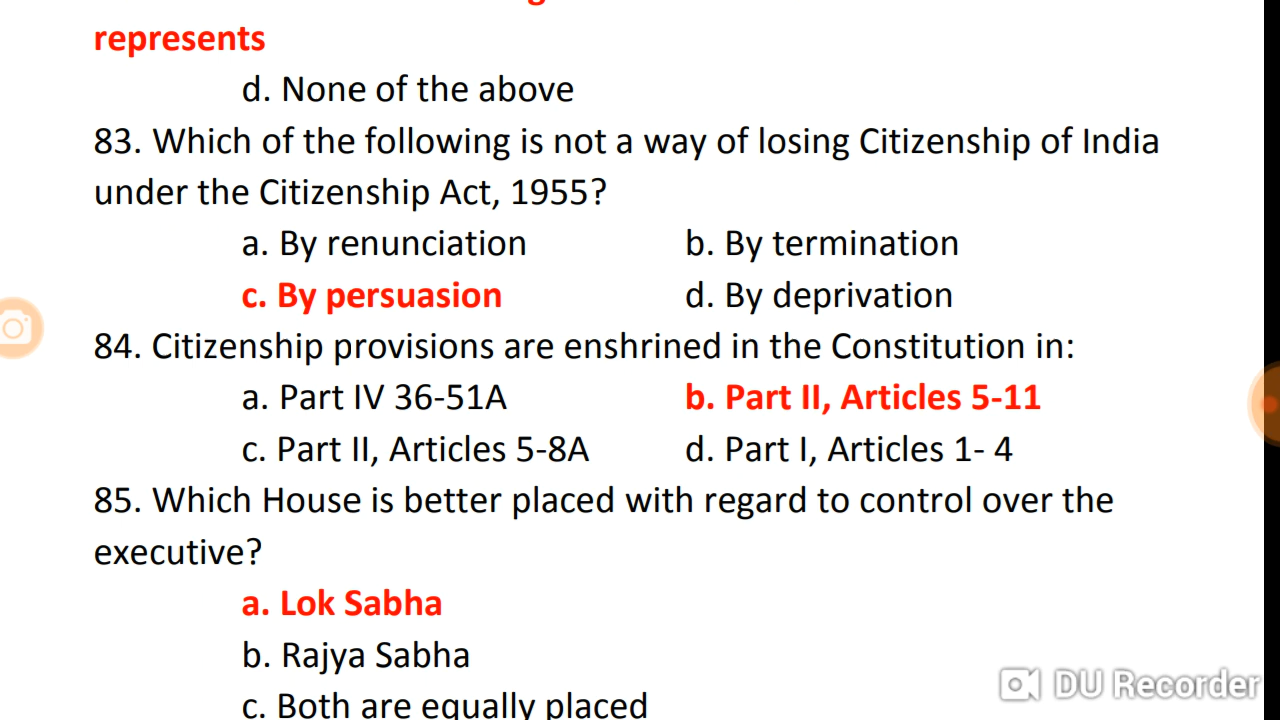 represents
d. None of the above
83. Which of the following is not a way of losing Citizenship of India
under the Citizenship Act, 1955?
a. By renunciation b. By termination
c. By persuasion d. By deprivation
84. Citizenship provisions are enshrined in the Constitution in:
a. Part IV 36-51A b. Part II, Articles 5-11
c. Part II, Articles 5-8A d. Part I, Articles 1- 4
85. Which House is better placed with regard to control over the
executive?
a. Lok Sabha
b. Rajya Sabha
c. Both are equally placed
DU Recorder